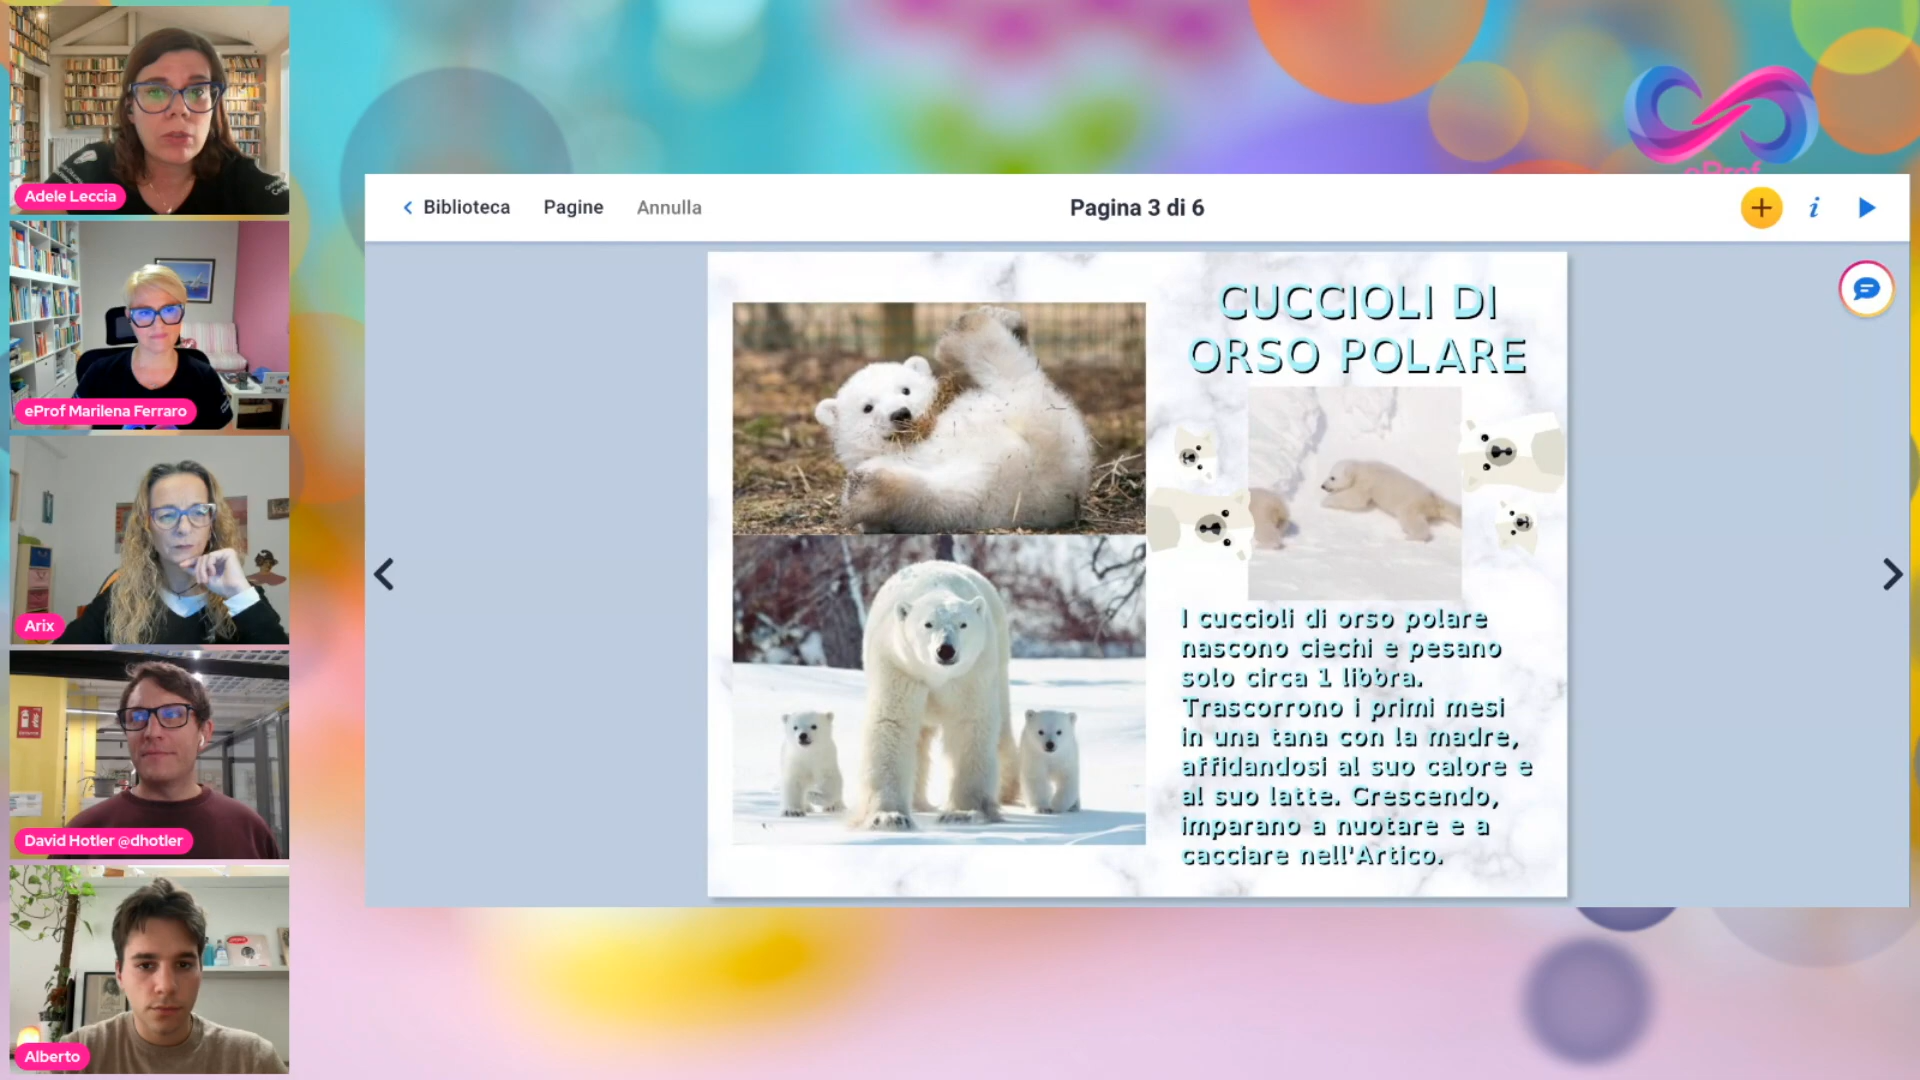 Adele Leccia
eProf Marilena Ferraro
Arix
David Hotler @dhotler
Alberto
eProf
Biblioteca Pagine Annulla Pagina 3 di 6
CUCCIOLI DI
ORSO POLARE
I cuccioli di orso polare
nascono ciechi e pesano
solo circa 1 libbra.
Trascorrono i primi mesi
in una tana con la madre,
affidandosi al suo calore e
al suo latte. Crescendo,
imparano a nuotare e a
cacciare nell'Artico.